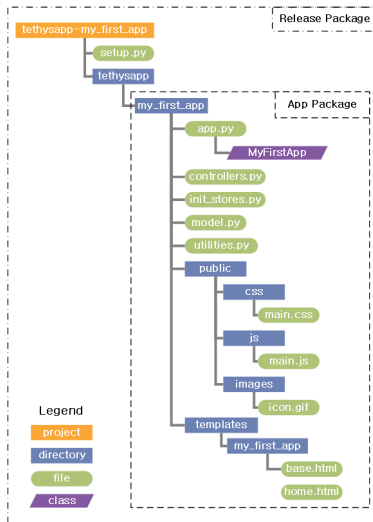 Release Package
tethysapp-my_first_app
setup.py
tethysapp
my_first_app
App Package
app.py
MyFirstApp
controllers.py
init_stores.py
model.py
utilities.py
public
css
main.css
js
main.js
images
icon.gif
templates
my_first_app
base.html
home.html
Legend
project
directory
file
class